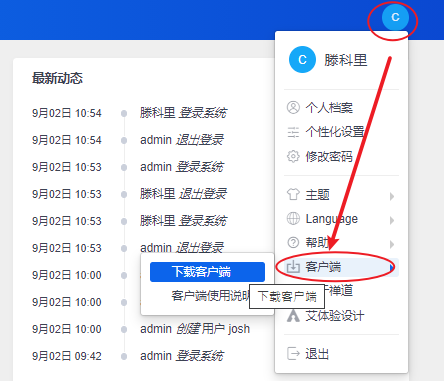 C
C 滕科里
最新动态
9月02日 10:54 滕科里 登录系统
9月02日 10:54 admin 退出登录
9月02日 10:53 admin 登录系统
9月02日 10:53 滕科里 退出登录
9月02日 10:53 滕科里 登录系统
9月02日 10:53 admin 退出登录
9月02日 10:00
9月02日 10:00
9月02日 10:00 admin 创建 用户 josh
9月02日 09:42 admin 登录系统
个人档案
个性化设置
修改密码
主题
Language
帮助
客户端
禅道
艾体验设计
退出
下载客户端
客户端使用说明
下载客户端